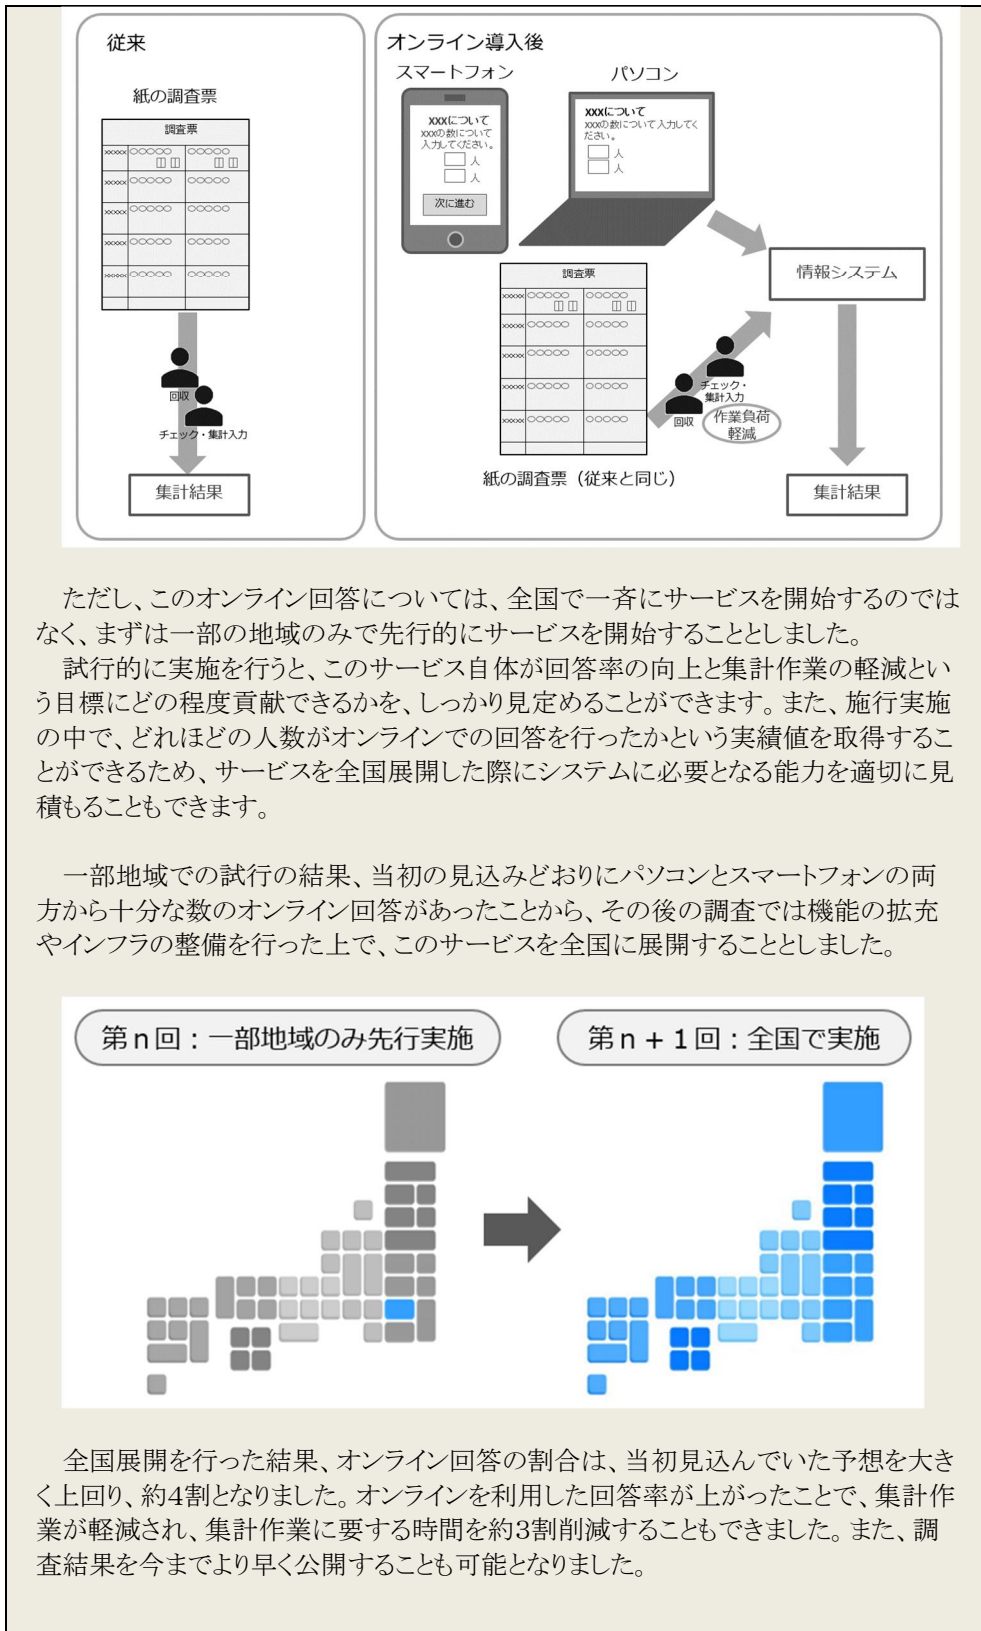 従来
紙の調査票
調査票
xxxxx ○○○○○ ○○○○○
xxxxx ○○○○○ ○○○○○
xxxxx ○○○○○ ○○○○○
xxxxx ○○○○○ ○○○○○
xxxxx ○○○○○ ○○○○○
回収
チェック・集計入力
集計結果
オンライン導入後
スマートフォン
xxxについて
xxxの数について
入力してください。
人
人
次に進む
パソコン
xxxについて
xxxの数について入力してく
ださい。
人
人
調査票
xxxxx ○○○○○ ○○○○○
xxxxx ○○○○○ ○○○○○
xxxxx ○○○○○ ○○○○○
xxxxx ○○○○○ ○○○○○
xxxxx ○○○○○ ○○○○○
紙の調査票（従来と同じ）
回収
チェック・
集計入力
作業負荷
軽減
情報システム
集計結果
ただし、このオンライン回答については、全国で一斉にサービスを開始するのでは
なく、まずは一部の地域のみで先行的にサービスを開始することとしました。
試行的に実施を行うと、このサービス自体が回答率の向上と集計作業の軽減とい
う目標にどの程度貢献できるかを、しっかり見定めることができます。また、施行実施
の中で、どれほどの人数がオンラインでの回答を行ったかという実績値を取得するこ
とができるため、サービスを全国展開した際にシステムに必要となる能力を適切に見
積もることもできます。
一部地域での試行の結果、当初の見込みどおりにパソコンとスマートフォンの両
方から十分な数のオンライン回答があったことから、その後の調査では機能の拡充
やインフラの整備を行った上で、このサービスを全国に展開することとしました。
第ｎ回：一部地域のみ先行実施
第ｎ＋１回：全国で実施
全国展開を行った結果、オンライン回答の割合は、当初見込んでいた予想を大き
く上回り、約4割となりました。オンラインを利用した回答率が上がったことで、集計作
業が軽減され、集計作業に要する時間を約3割削減することもできました。また、調
査結果を今までより早く公開することも可能となりました。